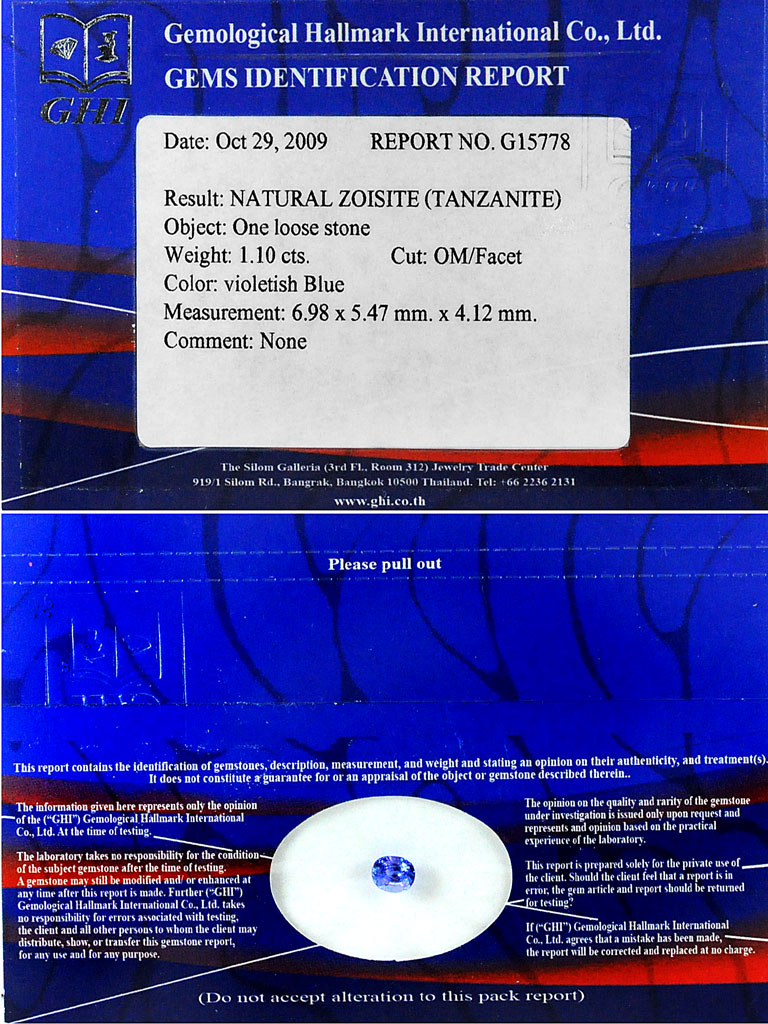 Gemological Hallmark International Co., Ltd.
GEMS IDENTIFICATION REPORT
GHI
Date: Oct 29, 2009 REPORT NO. G15778
Result: NATURAL ZOISITE (TANZANITE)
Object: One loose stone
Weight: 1.10 cts. Cut: OM/Facet
Color: violetish Blue
Measurement: 6.98 x 5.47 mm. x 4.12 mm.
Comment: None
The Silom Galleria (3rd Fl., Room 312) Jewelry Trade Center
919/1 Silom Rd., Bangrak, Bangkok 10500 Thailand. Tel: +66 2236 2131
www.ghi.co.th
Please pull out
This report contains the identification of gemstones, description, measurement, and weight and stating an opinion on their authenticity, and treatment(s).
It does not constitute a guarantee for or an appraisal of the object or gemstone described therein..
The information given here represents only the opinion
of the ("GHI") Gemological Hallmark International
Co., Ltd. At the time of testing.
The laboratory takes no responsibility for the condition
of the subject gemstone after the time of testing.
A gemstone may still be modified and/ or enhanced at
any time after this report is made. Further ("GHI")
Gemological Hallmark International Co., Ltd. takes
no responsibility for errors associated with testing,
the client and all other persons to whom the client may
distribute, show, or transfer this gemstone report,
for any use and for any purpose.
The opinion on the quality and rarity of the gemstone
under investigation is issued only upon request and
represents and opinion based on the practical
experience of the laboratory.
This report is prepared solely for the private use of
the client. Should the client feel that a report is in
error, the gem article and report should be returned
for testing?
If ("GHI") Gemological Hallmark International
Co., Ltd. agrees that a mistake has been made,
the report will be corrected and replaced at no charge.
(Do not accept alteration to this pack report)